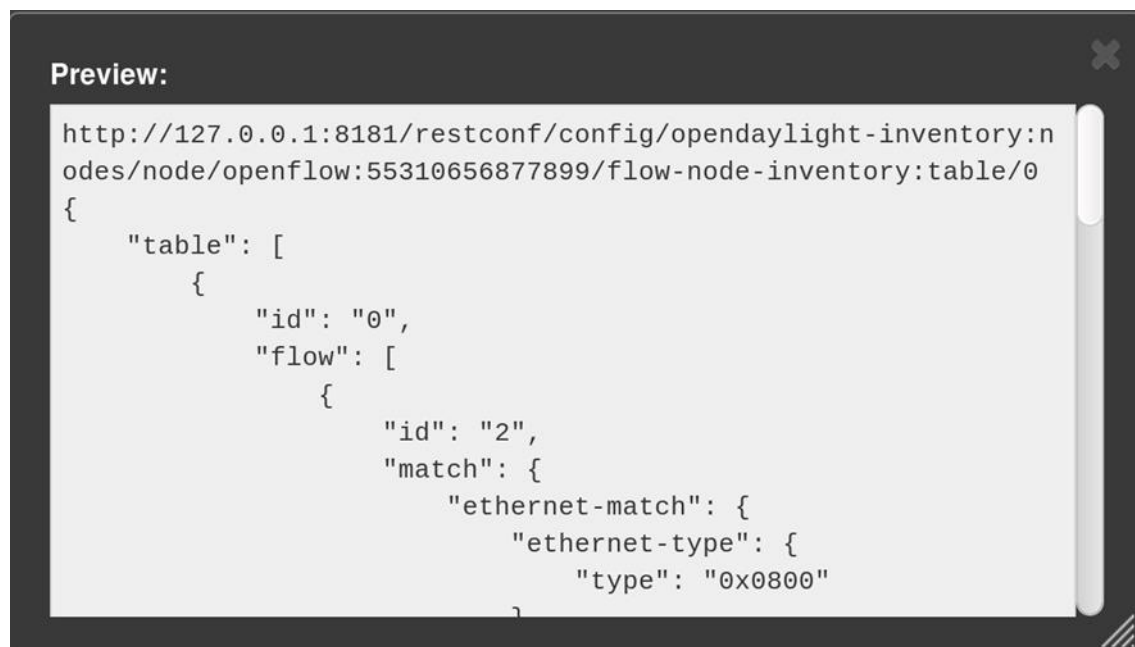 Preview:
http://127.0.0.1:8181/restconf/config/opendaylight-inventory:n
odes/node/openflow:55310656877899/flow-node-inventory:table/0
{
    "table": [
        {
            "id": "0",
            "flow": [
                {
                    "id": "2",
                    "match": {
                        "ethernet-match": {
                            "ethernet-type": {
                                "type": "0x0800"
                            }